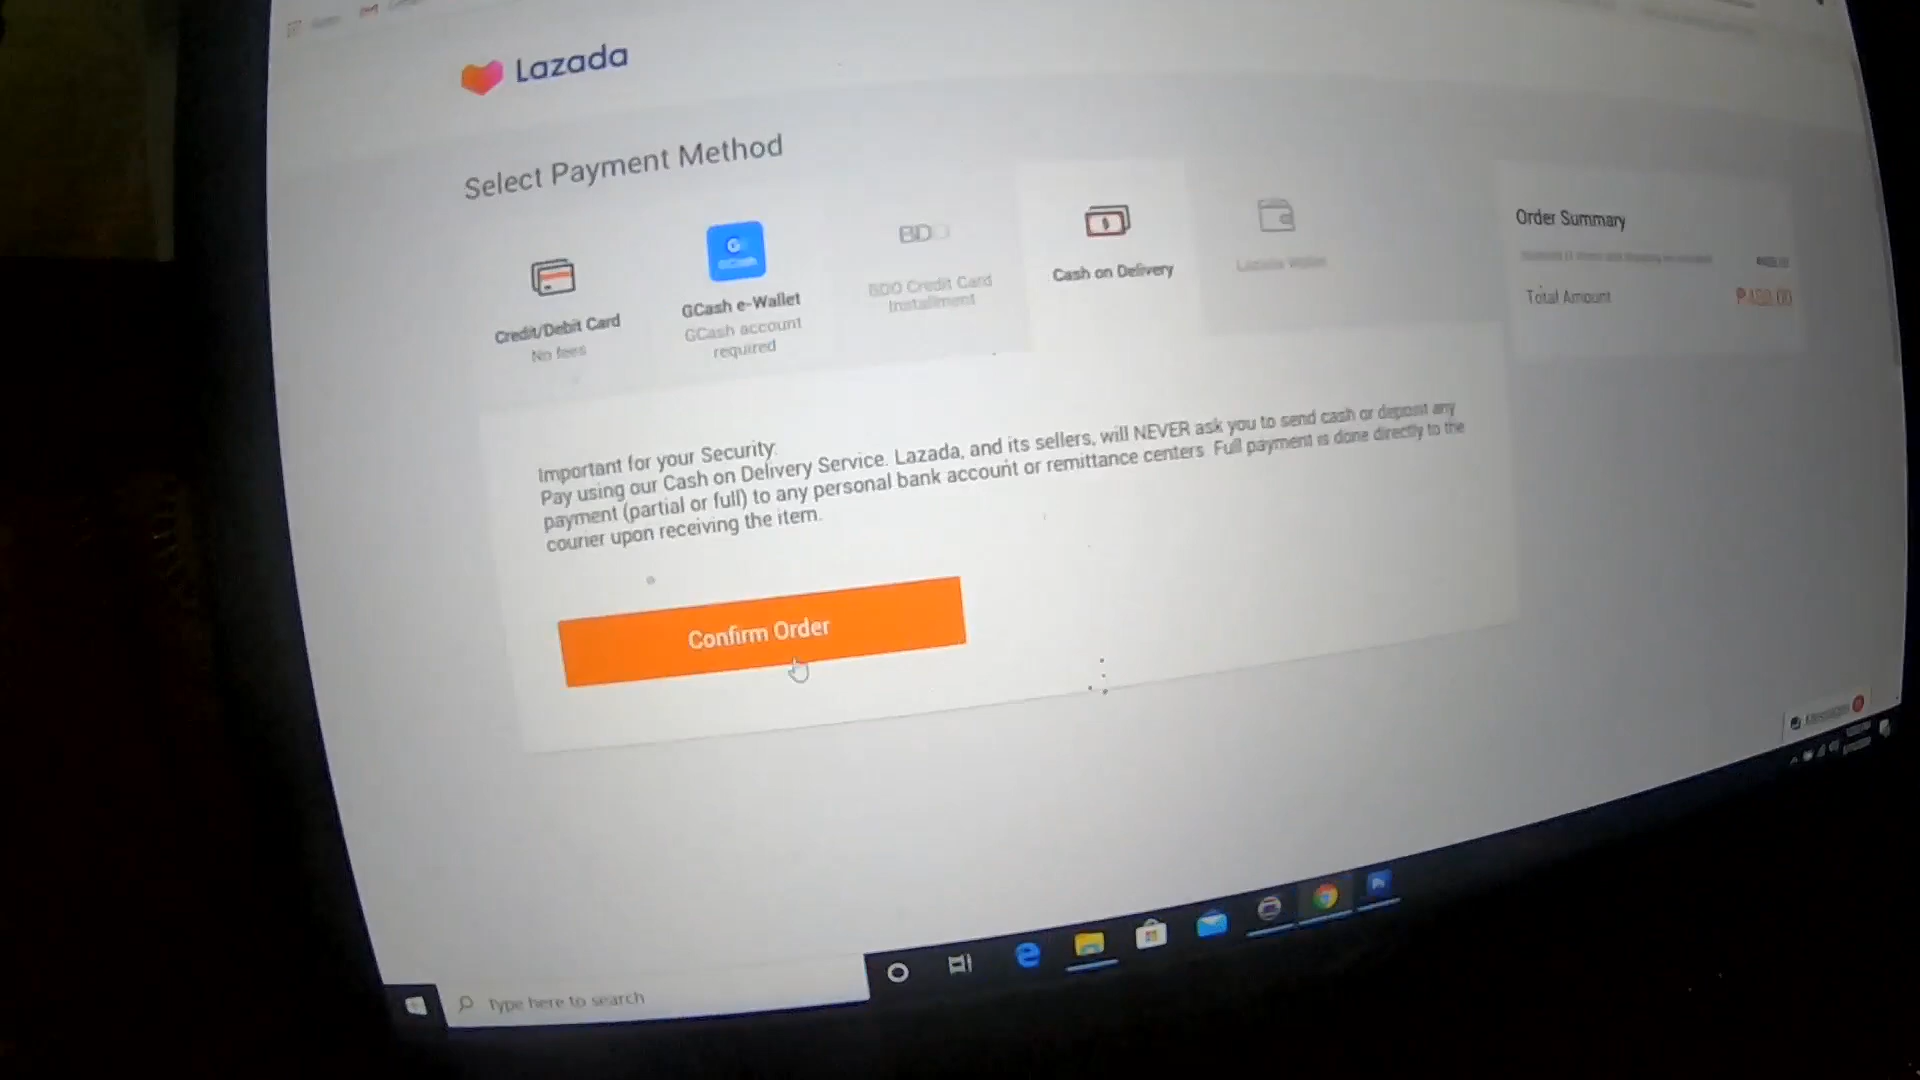 Lazada
Select Payment Method
Credit/Debit Card
No fees
GCash e-Wallet
GCash account
required
BDO Credit Card
Installment
Cash on Delivery
Lazada Wallet
Order Summary
Total Amount
Important for your Security:
Pay using our Cash on Delivery Service. Lazada, and its sellers, will NEVER ask you to send cash or deposit any
payment (partial or full) to any personal bank account or remittance centers. Full payment is done directly to the
courier upon receiving the item.
Confirm Order
Messages
Type here to search